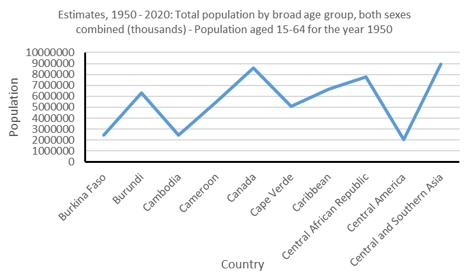 Estimates, 1950 - 2020: Total population by broad age group, both sexes
combined (thousands) - Population aged 15-64 for the year 1950
10000000
9000000
8000000
7000000
6000000
5000000
4000000
3000000
2000000
1000000
0
Population
Burkina Faso
Burundi
Cambodia
Cameroon
Canada
Cape Verde
Caribbean
Central African Republic
Central America
Central and Southern Asia
Country